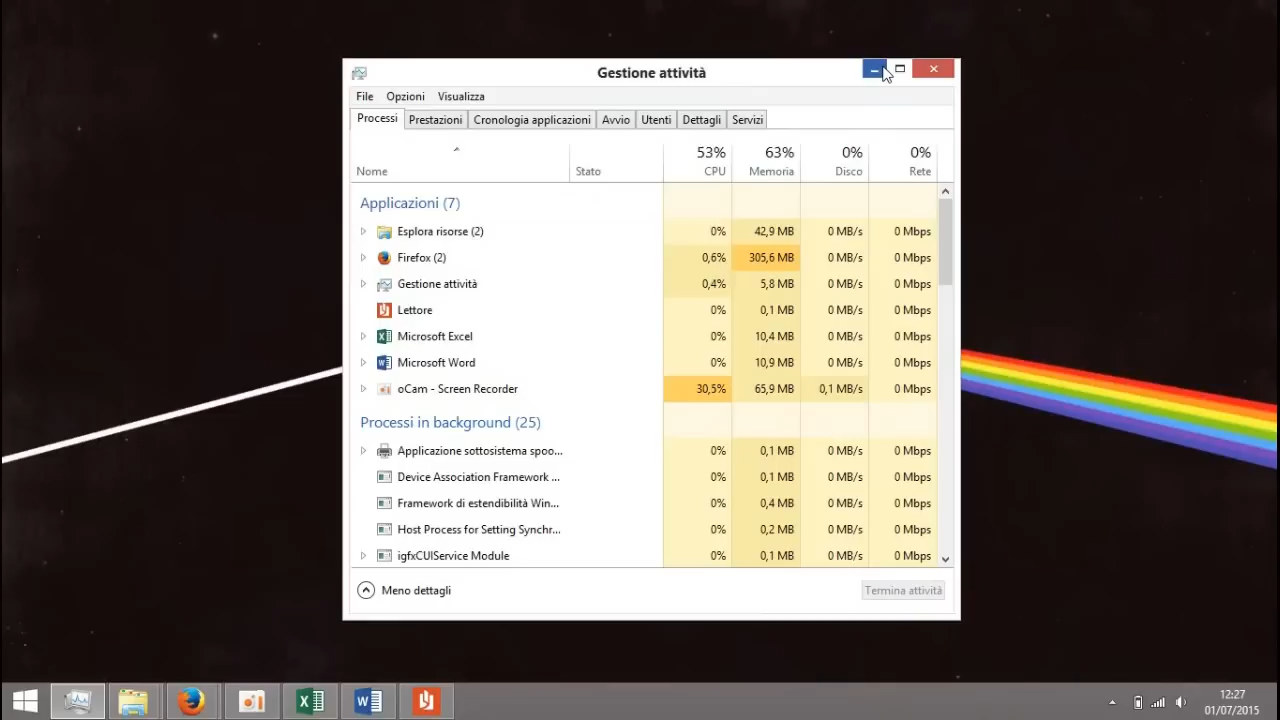 Gestione attività
File Opzioni Visualizza
Processi Prestazioni Cronologia applicazioni Avvio Utenti Dettagli Servizi
53% 63% 0% 0%
Nome Stato CPU Memoria Disco Rete
Applicazioni (7)
Esplora risorse (2) 0% 42,9 MB 0 MB/s 0 Mbps
Firefox (2) 0,6% 305,6 MB 0 MB/s 0 Mbps
Gestione attività 0,4% 5,8 MB 0 MB/s 0 Mbps
Lettore 0% 0,1 MB 0 MB/s 0 Mbps
Microsoft Excel 0% 10,4 MB 0 MB/s 0 Mbps
Microsoft Word 0% 10,9 MB 0 MB/s 0 Mbps
oCam - Screen Recorder 30,5% 65,9 MB 0,1 MB/s 0 Mbps
Processi in background (25)
Applicazione sottosistema spoo... 0% 0,1 MB 0 MB/s 0 Mbps
Device Association Framework ... 0% 0,1 MB 0 MB/s 0 Mbps
Framework di estendibilità Win... 0% 0,4 MB 0 MB/s 0 Mbps
Host Process for Setting Synchr... 0% 0,2 MB 0 MB/s 0 Mbps
igfxCUIService Module 0% 0,1 MB 0 MB/s 0 Mbps
Meno dettagli Termina attività
12:27
01/07/2015